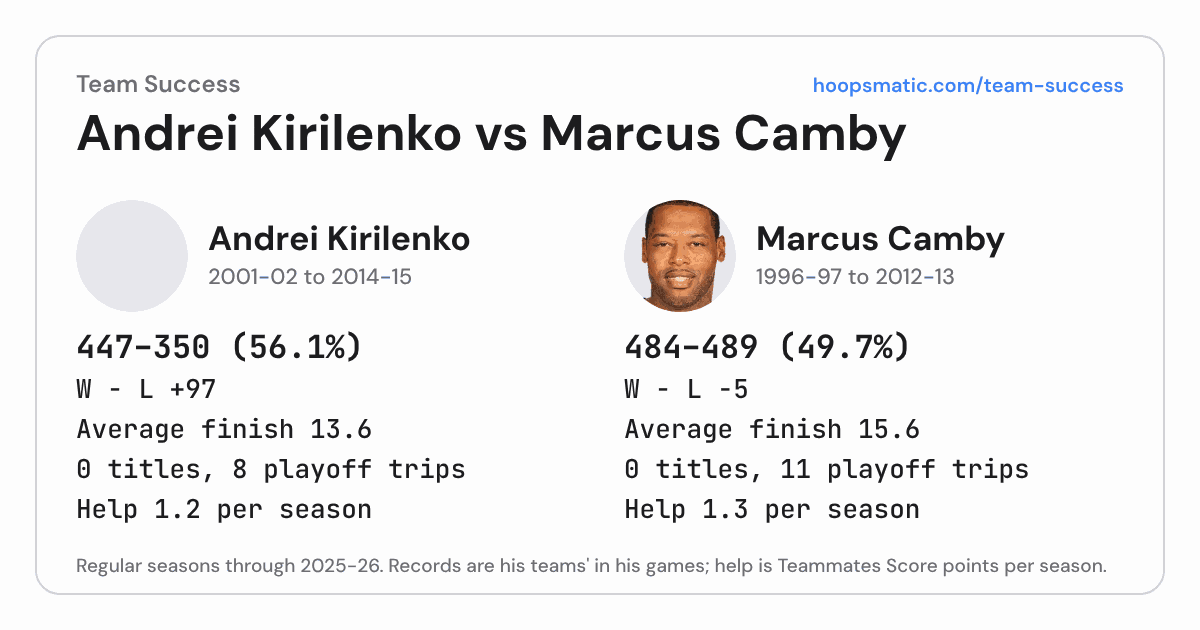 Team Success
hoopsmatic.com/team-success
Andrei Kirilenko vs Marcus Camby
Andrei Kirilenko
2001-02 to 2014-15
447-350 (56.1%)
W - L +97
Average finish 13.6
0 titles, 8 playoff trips
Help 1.2 per season
Marcus Camby
1996-97 to 2012-13
484-489 (49.7%)
W - L -5
Average finish 15.6
0 titles, 11 playoff trips
Help 1.3 per season
Regular seasons through 2025-26. Records are his teams' in his games; help is Teammates Score points per season.